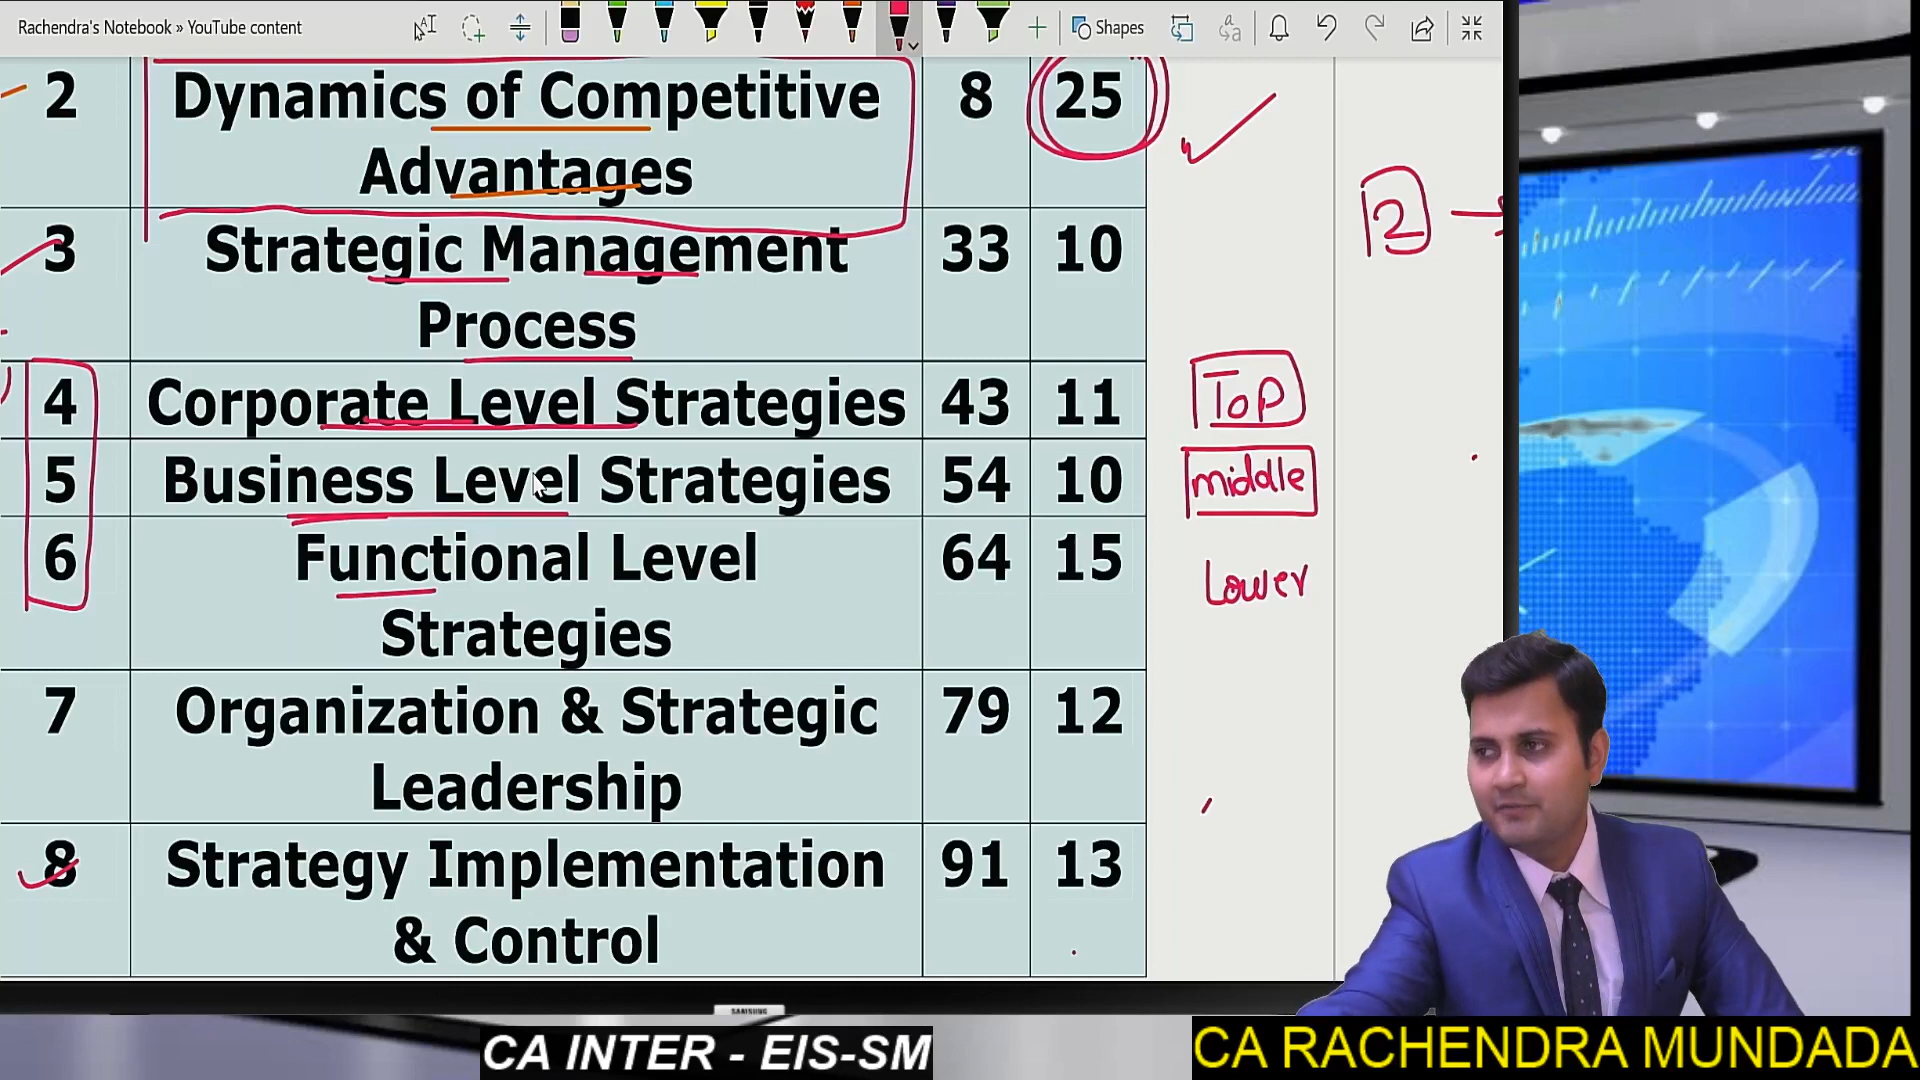 Rachendra's Notebook » YouTube content
Shapes
2 Dynamics of Competitive 8 25
Advantages
2
3 Strategic Management 33 10
Process
4 Corporate Level Strategies 43 11 Top
5 Business Level Strategies 54 10 middle
6 Functional Level 64 15 Lower
Strategies
7 Organization & Strategic 79 12
Leadership
8 Strategy Implementation 91 13
& Control
SAMSUNG
CA INTER - EIS-SM
CA RACHENDRA MUNDADA